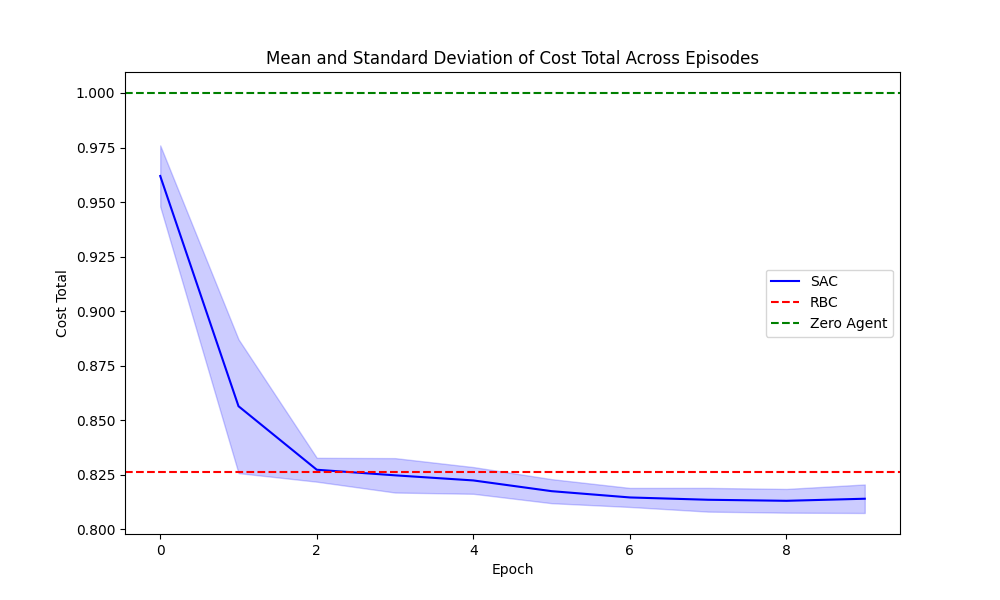 Mean and Standard Deviation of Cost Total Across Episodes
1.000
0.975
0.950
0.925
0.900
0.875
0.850
0.825
0.800
Cost Total
SAC
RBC
Zero Agent
0 2 4 6 8
Epoch